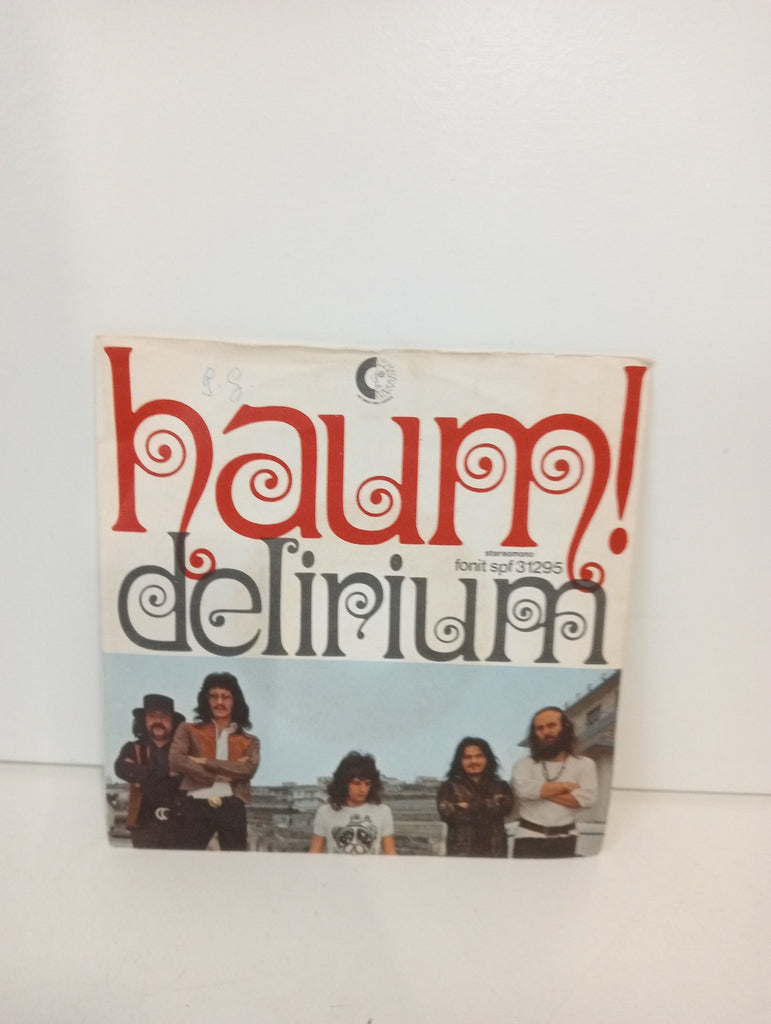 haum!
stereomono
fonit spf 31295
delirium